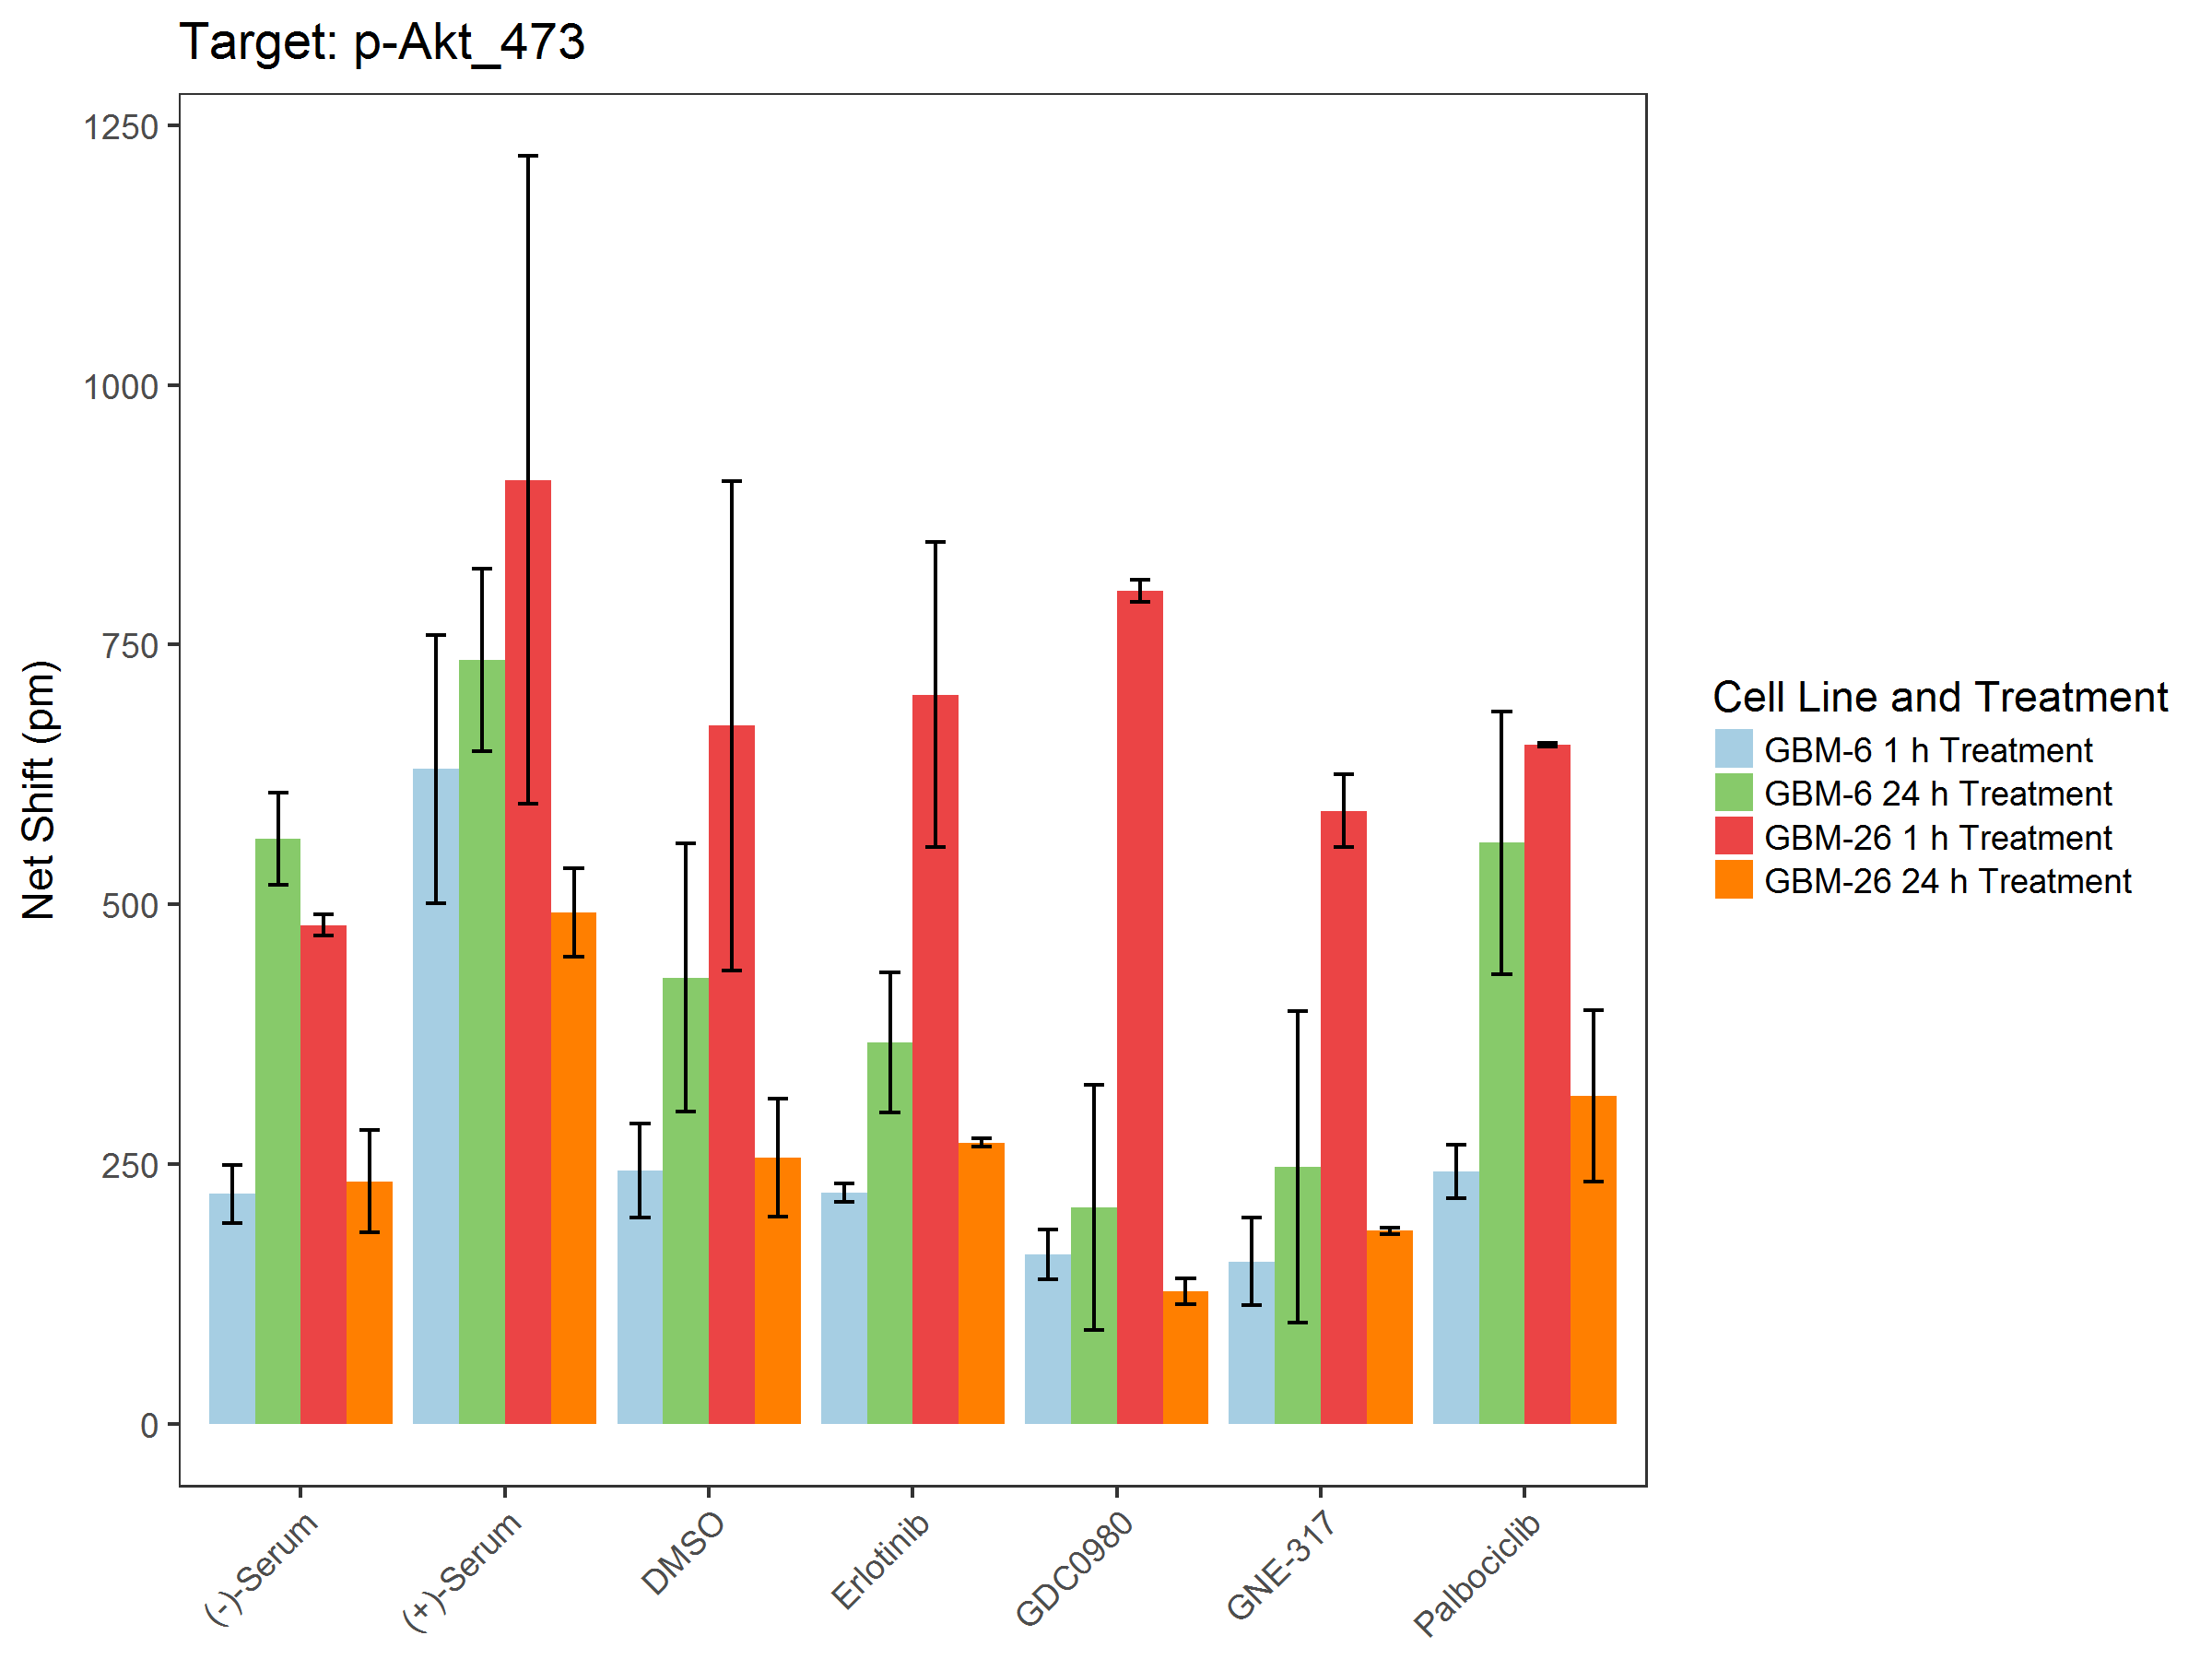 Target: p-Akt_473
1250
1000
750
500
250
0
Net Shift (pm)
(-)-Serum
(+)-Serum
DMSO
Erlotinib
GDC0980
GNE-317
Palbociclib
Cell Line and Treatment
GBM-6 1 h Treatment
GBM-6 24 h Treatment
GBM-26 1 h Treatment
GBM-26 24 h Treatment